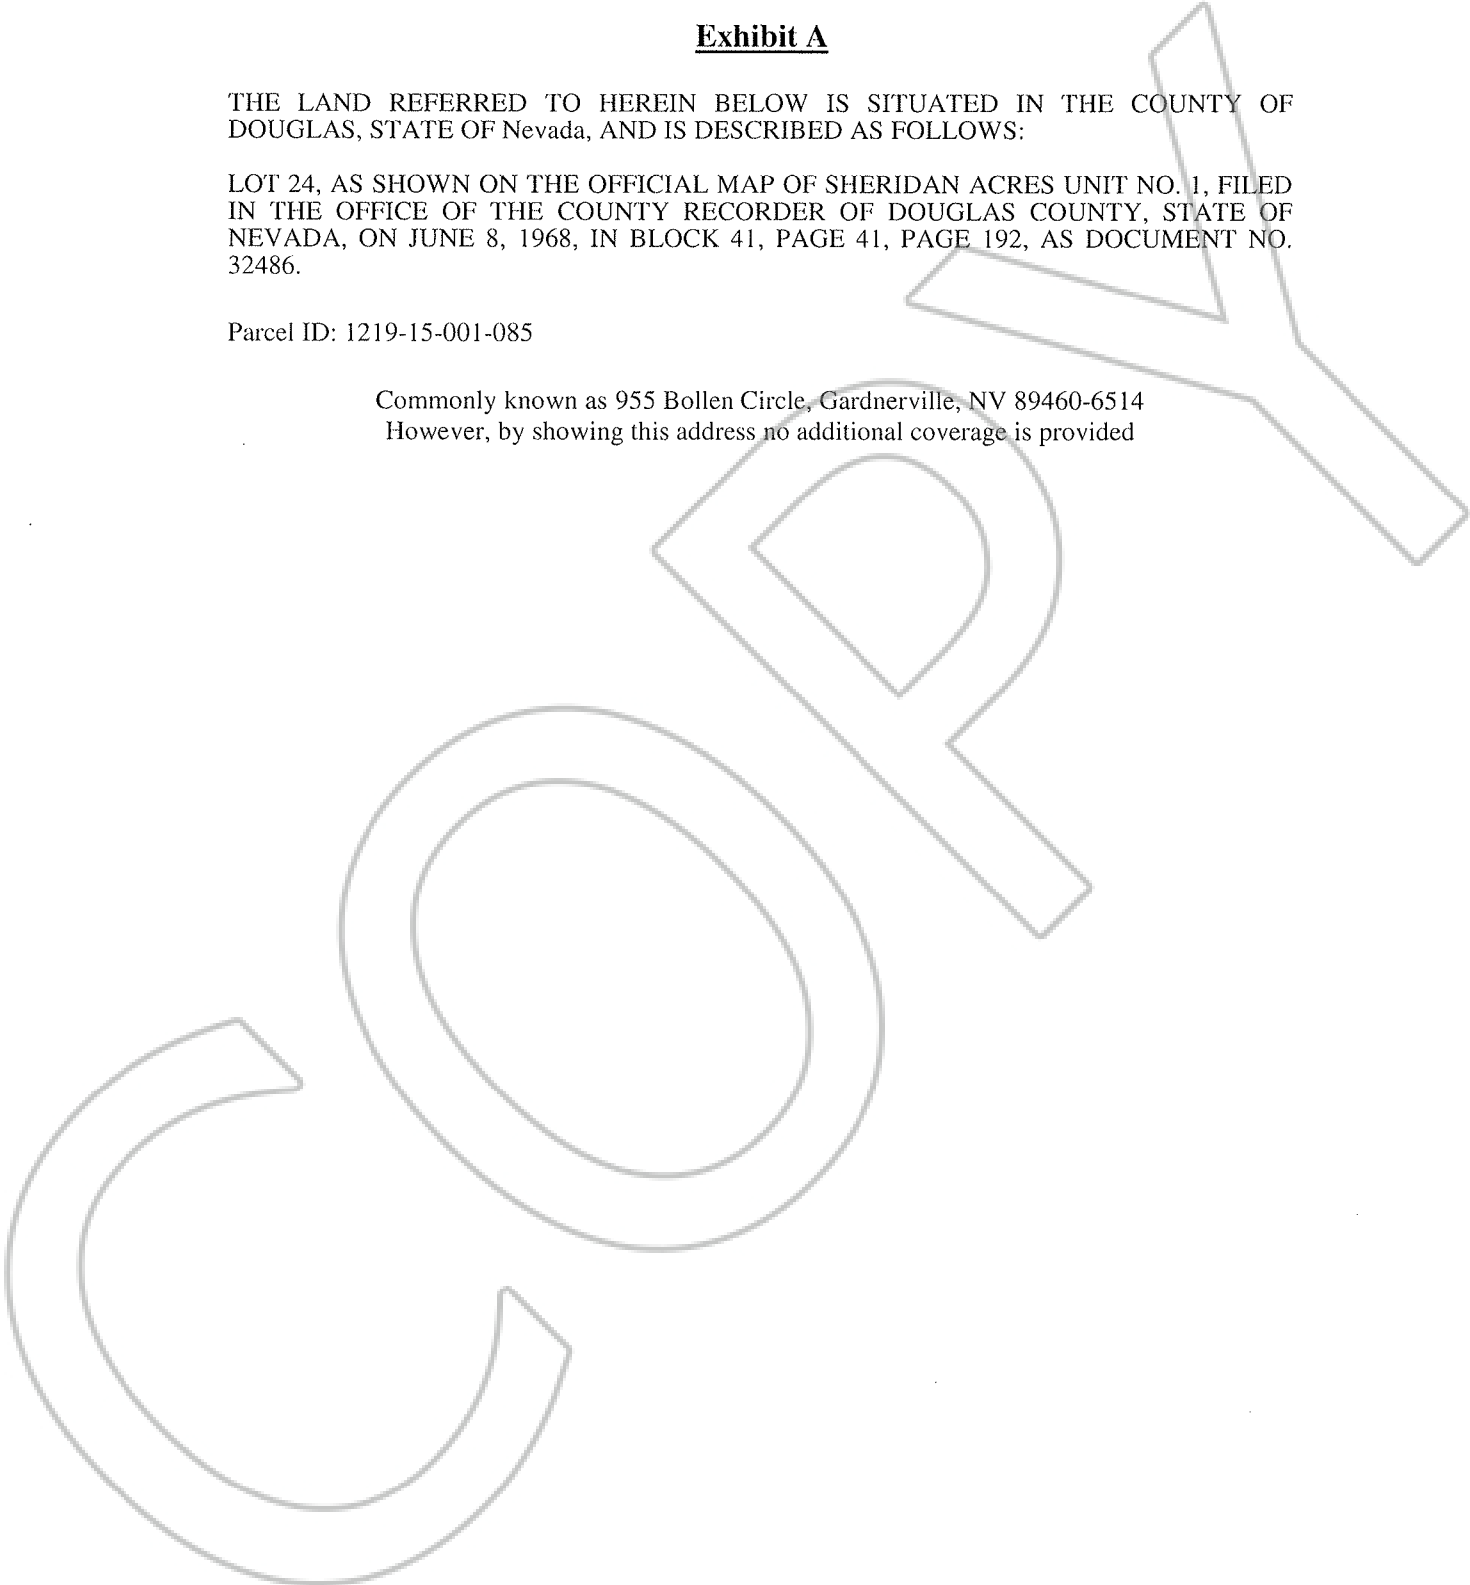 Exhibit A
THE LAND REFERRED TO HEREIN BELOW IS SITUATED IN THE COUNTY OF
DOUGLAS, STATE OF Nevada, AND IS DESCRIBED AS FOLLOWS:
LOT 24, AS SHOWN ON THE OFFICIAL MAP OF SHERIDAN ACRES UNIT NO. 1, FILED
IN THE OFFICE OF THE COUNTY RECORDER OF DOUGLAS COUNTY, STATE OF
NEVADA, ON JUNE 8, 1968, IN BLOCK 41, PAGE 41, PAGE 192, AS DOCUMENT NO.
32486.
Parcel ID: 1219-15-001-085
Commonly known as 955 Bollen Circle, Gardnerville, NV 89460-6514
However, by showing this address no additional coverage is provided
COPY